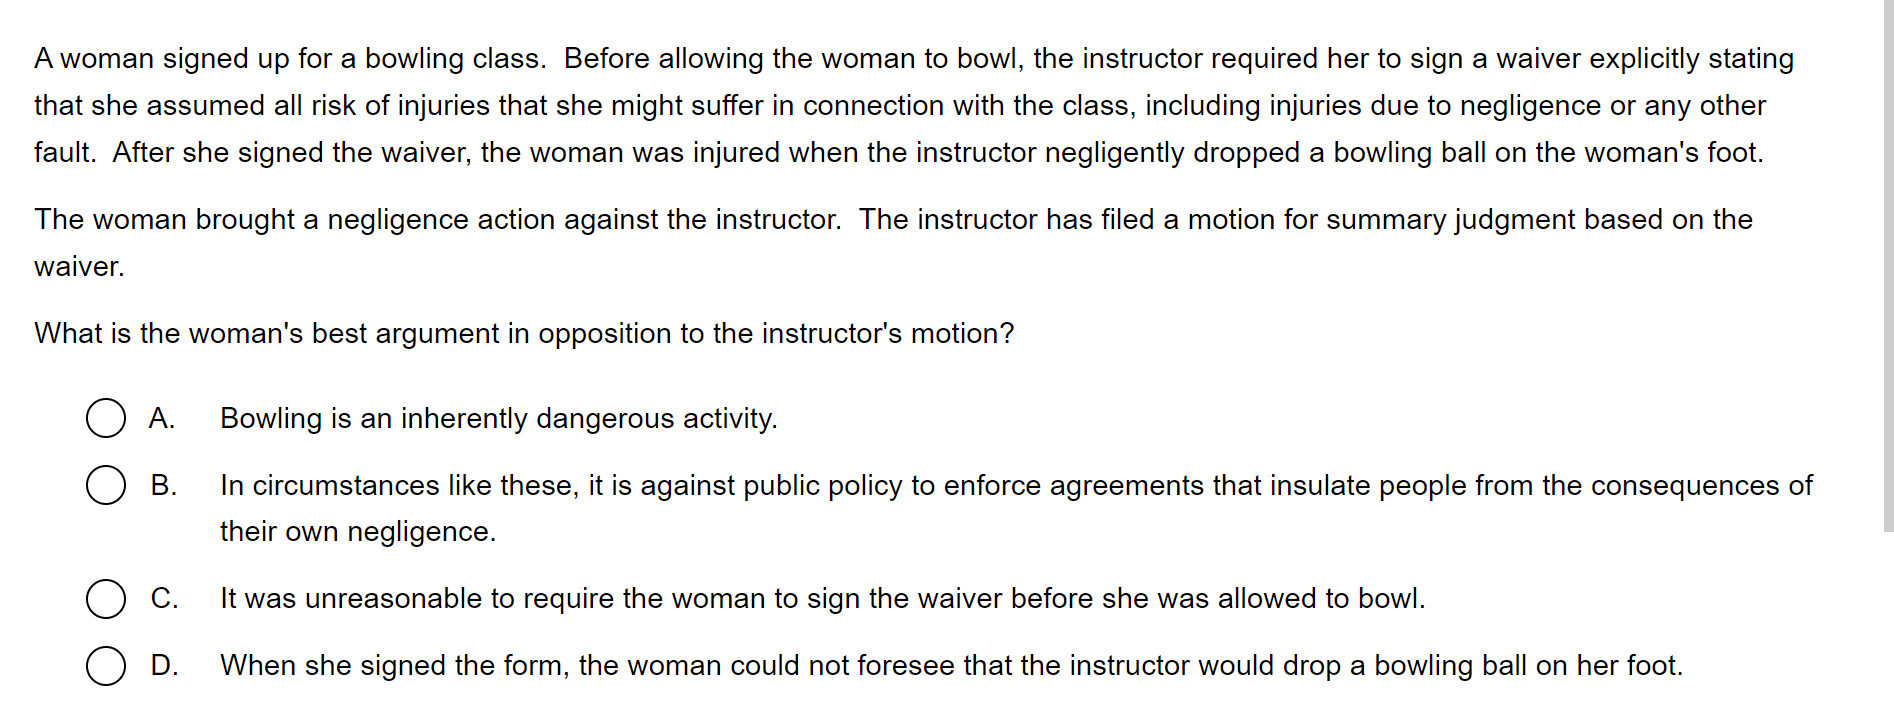 A woman signed up for a bowling class.  Before allowing the woman to bowl, the instructor required her to sign a waiver explicitly stating
that she assumed all risk of injuries that she might suffer in connection with the class, including injuries due to negligence or any other
fault.  After she signed the waiver, the woman was injured when the instructor negligently dropped a bowling ball on the woman's foot.
The woman brought a negligence action against the instructor.  The instructor has filed a motion for summary judgment based on the
waiver.
What is the woman's best argument in opposition to the instructor's motion?
A. Bowling is an inherently dangerous activity.
B. In circumstances like these, it is against public policy to enforce agreements that insulate people from the consequences of
their own negligence.
C. It was unreasonable to require the woman to sign the waiver before she was allowed to bowl.
D. When she signed the form, the woman could not foresee that the instructor would drop a bowling ball on her foot.